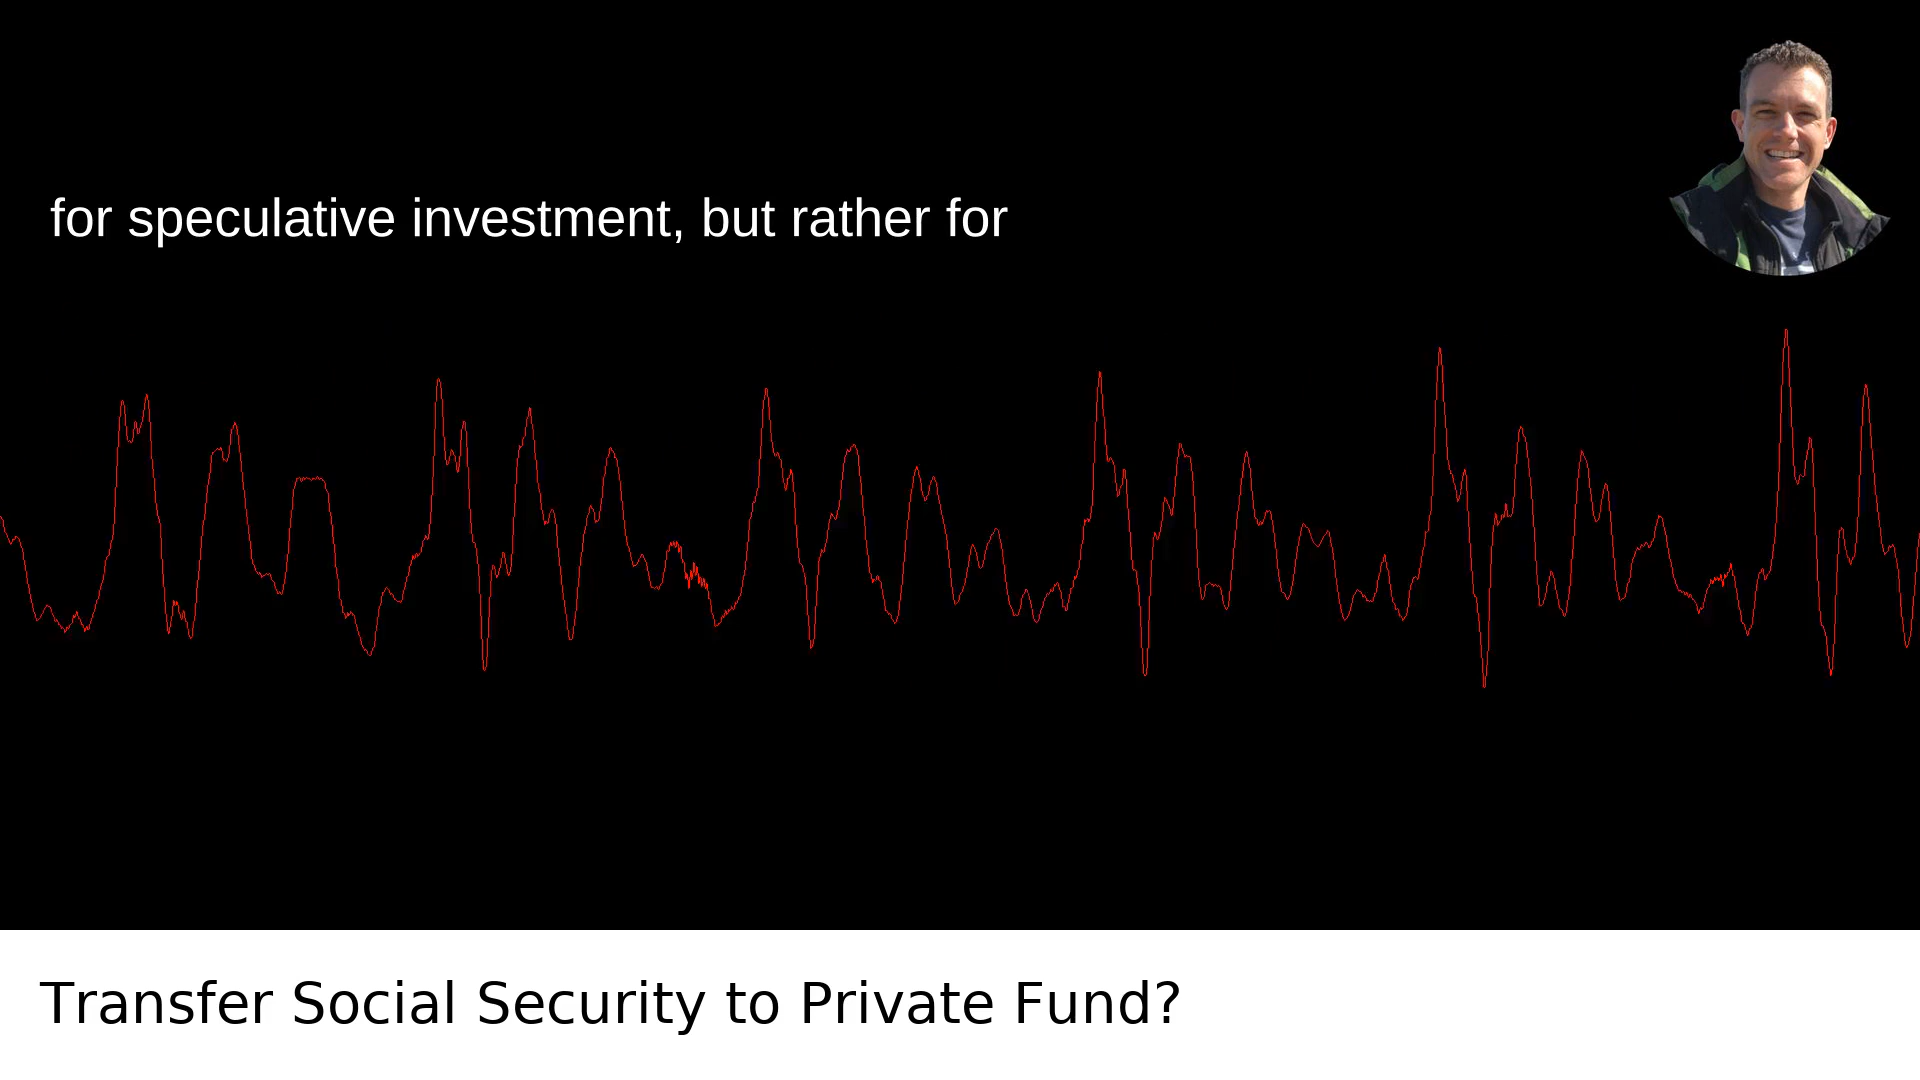 for speculative investment, but rather for
Transfer Social Security to Private Fund?